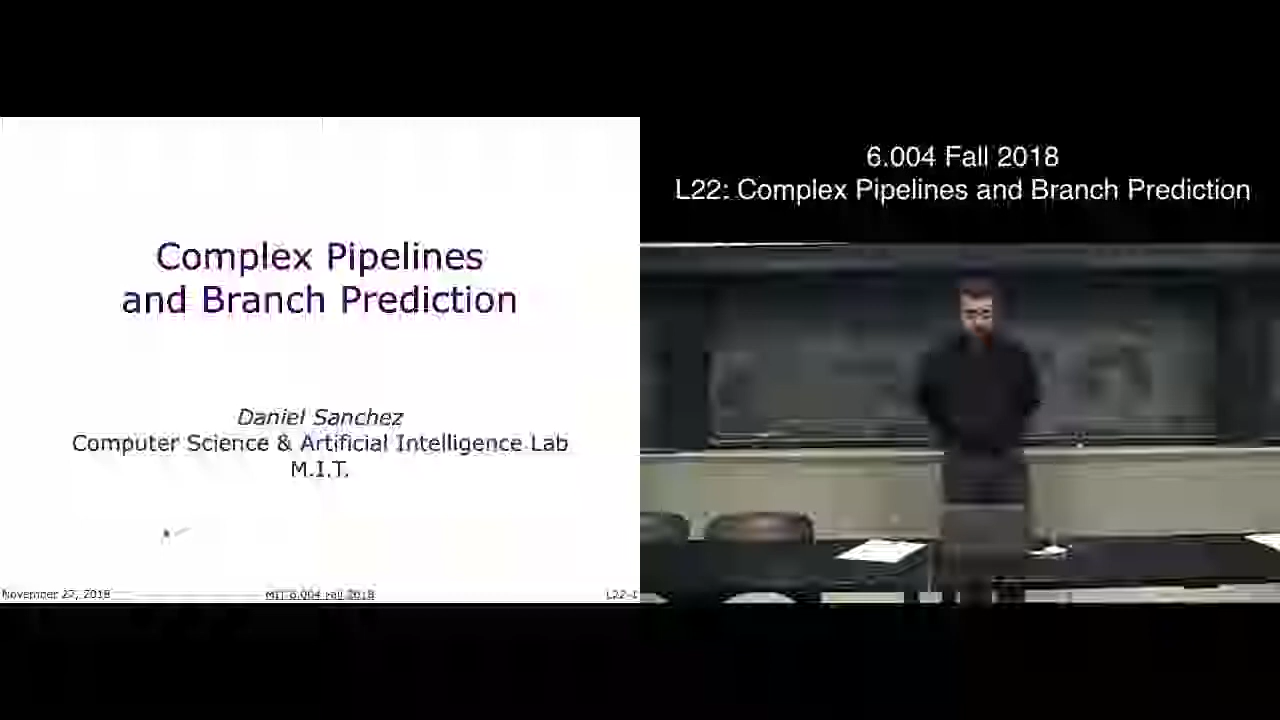 Complex Pipelines
and Branch Prediction
Daniel Sanchez
Computer Science & Artificial Intelligence Lab
M.I.T.
November 27, 2018
MIT 6.004 Fall 2018
L22-1
6.004 Fall 2018
L22: Complex Pipelines and Branch Prediction